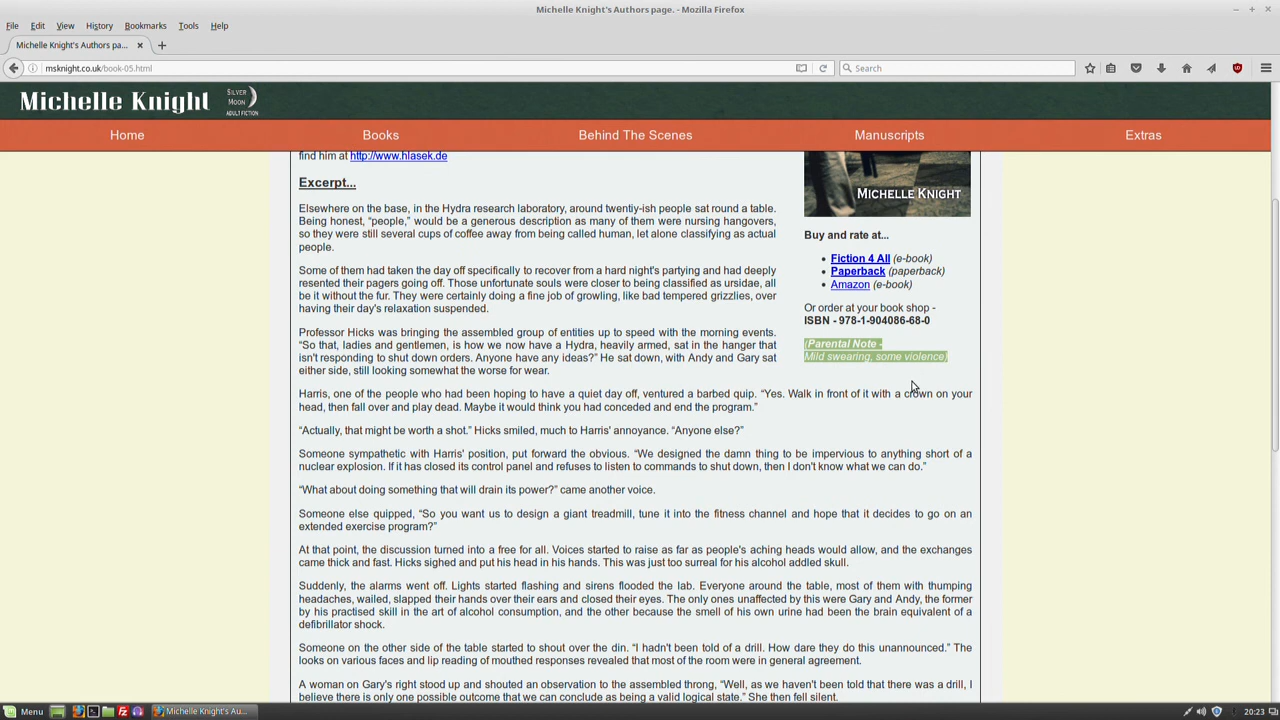 Michelle Knight's Authors page. - Mozilla Firefox
File Edit View History Bookmarks Tools Help
Michelle Knight's Authors pa...
msknight.co.uk/book-05.html
Search
Michelle Knight
SILVER
MOON
ADULT FICTION
Home Books Behind The Scenes Manuscripts Extras
find him at http://www.hlasek.de
Excerpt...
Elsewhere on the base, in the Hydra research laboratory, around twentiy-ish people sat round a table.
Being honest, “people,” would be a generous description as many of them were nursing hangovers,
so they were still several cups of coffee away from being called human, let alone classifying as actual
people.
Some of them had taken the day off specifically to recover from a hard night's partying and had deeply
resented their pagers going off. Those unfortunate souls were closer to being classified as ursidae, all
be it without the fur. They were certainly doing a fine job of growling, like bad tempered grizzlies, over
having their day's relaxation suspended.
Professor Hicks was bringing the assembled group of entities up to speed with the morning events.
“So that, ladies and gentlemen, is how we now have a Hydra, heavily armed, sat in the hanger that
isn't responding to shut down orders. Anyone have any ideas?” He sat down, with Andy and Gary sat
either side, still looking somewhat the worse for wear.
MICHELLE KNIGHT
Buy and rate at...
• Fiction 4 All (e-book)
• Paperback (paperback)
• Amazon (e-book)
Or order at your book shop -
ISBN - 978-1-904086-68-0
(Parental Note -
Mild swearing, some violence)
Harris, one of the people who had been hoping to have a quiet day off, ventured a barbed quip. “Yes. Walk in front of it with a crown on your
head, then fall over and play dead. Maybe it would think you had conceded and end the program.”
“Actually, that might be worth a shot.” Hicks smiled, much to Harris' annoyance. “Anyone else?”
Someone sympathetic with Harris' position, put forward the obvious. “We designed the damn thing to be impervious to anything short of a
nuclear explosion. If it has closed its control panel and refuses to listen to commands to shut down, then I don't know what we can do.”
“What about doing something that will drain its power?” came another voice.
Someone else quipped, “So you want us to design a giant treadmill, tune it into the fitness channel and hope that it decides to go on an
extended exercise program?”
At that point, the discussion turned into a free for all. Voices started to raise as far as people's aching heads would allow, and the exchanges
came thick and fast. Hicks sighed and put his head in his hands. This was just too surreal for his alcohol addled skull.
Suddenly, the alarms went off. Lights started flashing and sirens flooded the lab. Everyone around the table, most of them with thumping
headaches, wailed, slapped their hands over their ears and closed their eyes. The only ones unaffected by this were Gary and Andy, the former
by his practised skill in the art of alcohol consumption, and the other because the smell of his own urine had been the brain equivalent of a
defibrillator shock.
Someone on the other side of the table started to shout over the din. “I hadn't been told of a drill. How dare they do this unannounced.” The
looks on various faces and lip reading of mouthed responses revealed that most of the room were in general agreement.
A woman on Gary's right stood up and shouted an observation to the assembled throng, “Well, as we haven't been told that there was a drill, I
believe there is only one possible outcome that we can conclude as being a valid logical state.” She then fell silent.
Menu Michelle Knight's Au... 20:23